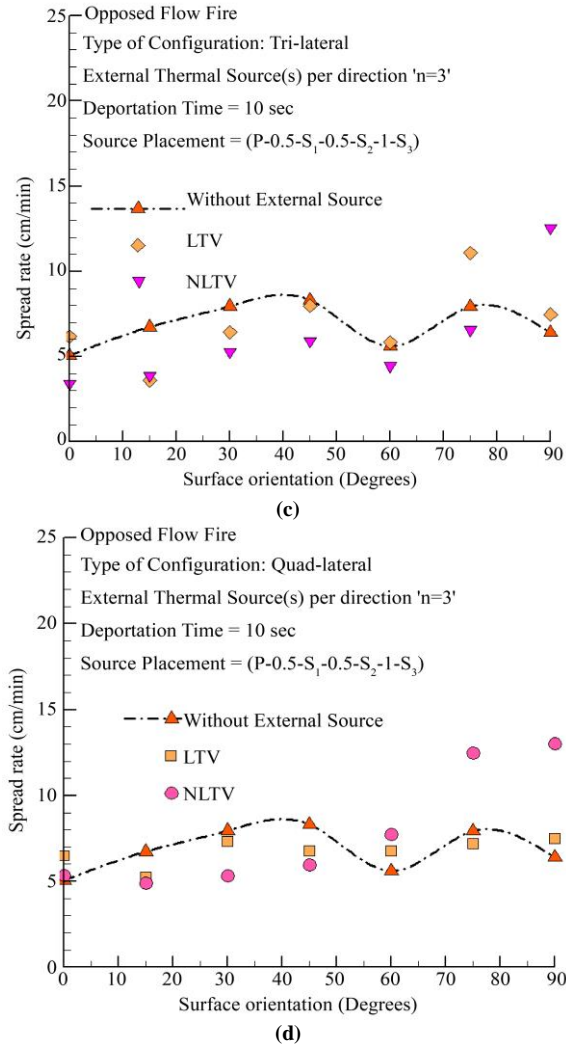 25
Opposed Flow Fire
Type of Configuration: Tri-lateral
External Thermal Source(s) per direction 'n=3'
20
Deportation Time = 10 sec
Source Placement = (P-0.5-S₁-0.5-S₂-1-S₃)
15
Without External Source
LTV
10
NLTV
5
0
Spread rate (cm/min)
0 10 20 30 40 50 60 70 80 90
Surface orientation (Degrees)
(c)
25
Opposed Flow Fire
Type of Configuration: Quad-lateral
External Thermal Source(s) per direction 'n=3'
20
Deportation Time = 10 sec
Source Placement = (P-0.5-S₁-0.5-S₂-1-S₃)
15
Without External Source
LTV
10
NLTV
5
0
Spread rate (cm/min)
0 10 20 30 40 50 60 70 80 90
Surface orientation (Degrees)
(d)